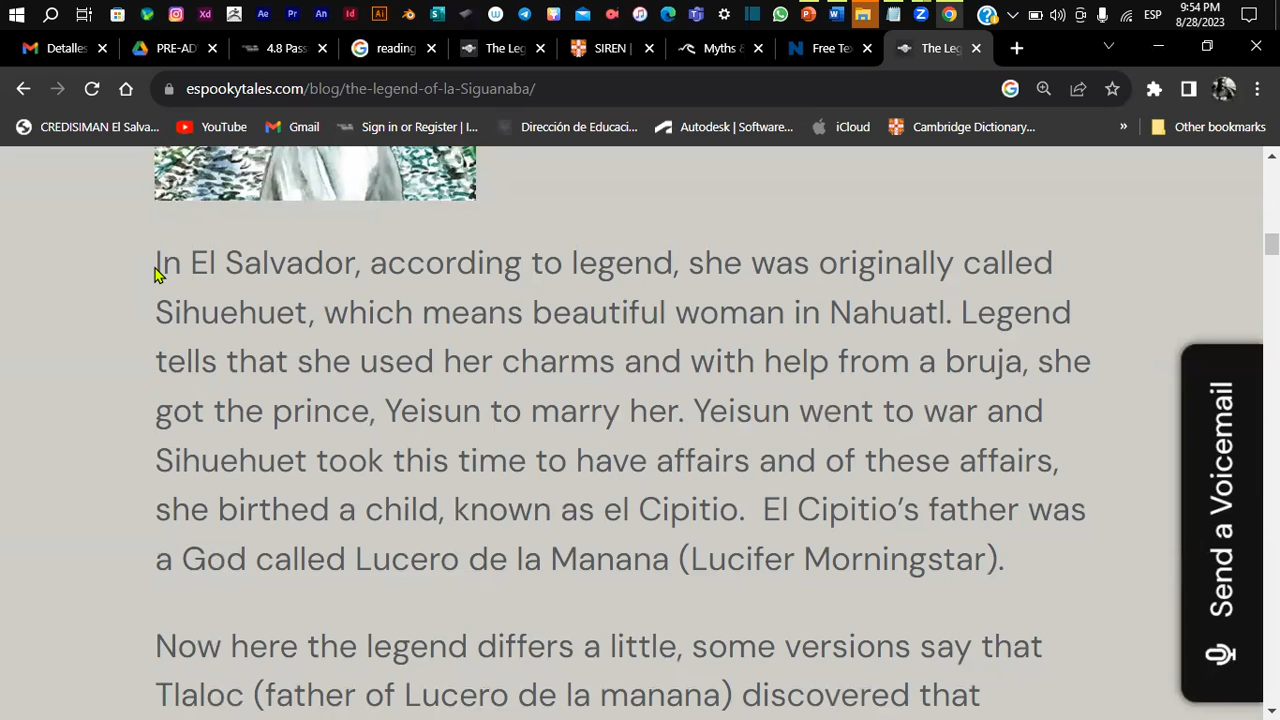 Xd
Ae
Pr
An
Id
Ai
S
W
P
W
ESP
9:54 PM
8/28/2023
Detalles
PRE-AD
4.8 Pass
reading
The Leg
SIREN |
Myths &
Free Te
The Leg
espookytales.com/blog/the-legend-of-la-Siguanaba/
CREDISIMAN El Salva...
YouTube
Gmail
Sign in or Register | I...
Dirección de Educaci...
Autodesk | Software...
iCloud
Cambridge Dictionary...
»
Other bookmarks
In El Salvador, according to legend, she was originally called
Sihuehuet, which means beautiful woman in Nahuatl. Legend
tells that she used her charms and with help from a bruja, she
got the prince, Yeisun to marry her. Yeisun went to war and
Sihuehuet took this time to have affairs and of these affairs,
she birthed a child, known as el Cipitio.  El Cipitio’s father was
a God called Lucero de la Manana (Lucifer Morningstar).
Now here the legend differs a little, some versions say that
Tlaloc (father of Lucero de la manana) discovered that
Send a Voicemail